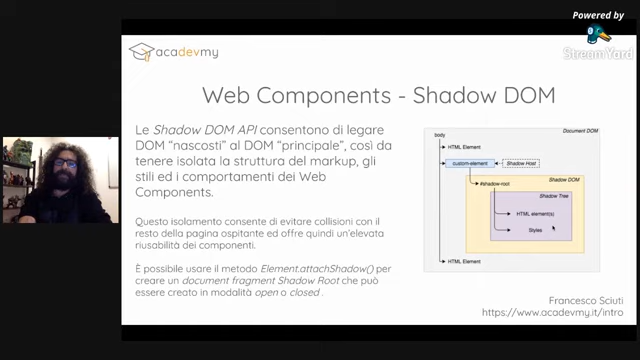 Powered by
StreamYard
acadevmy
Web Components - Shadow DOM
Le Shadow DOM API consentono di legare
DOM “nascosti” al DOM “principale”, così da
tenere isolata la struttura del markup, gli
stili ed i comportamenti dei Web
Components.
Questo isolamento consente di evitare collisioni con il
resto della pagina ospitante ed offre quindi un'elevata
riusabilità dei componenti.
È possibile usare il metodo Element.attachShadow() per
creare un document fragment Shadow Root che può
essere creato in modalità open o closed .
Document DOM
body
HTML Element
custom-element
Shadow Host
Shadow DOM
#shadow-root
Shadow Tree
HTML element(s)
Styles
HTML Element
Francesco Sciuti
https://www.acadevmy.it/intro